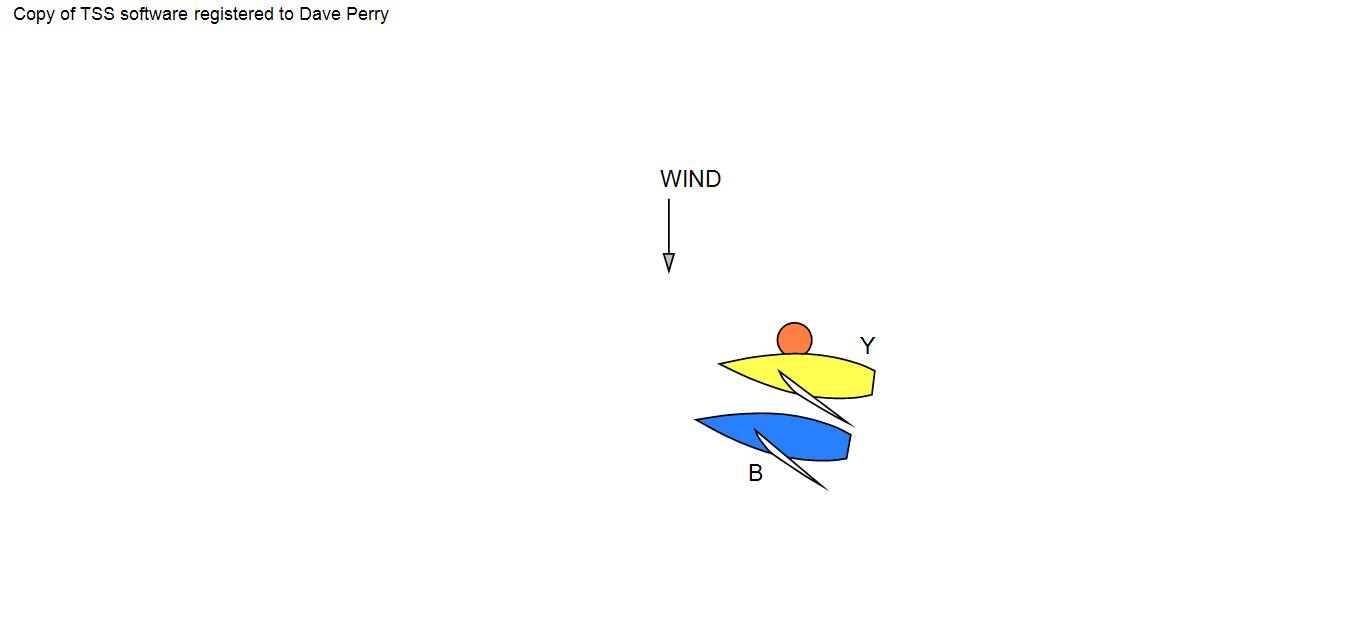 Copy of TSS software registered to Dave Perry
WIND
Y
B